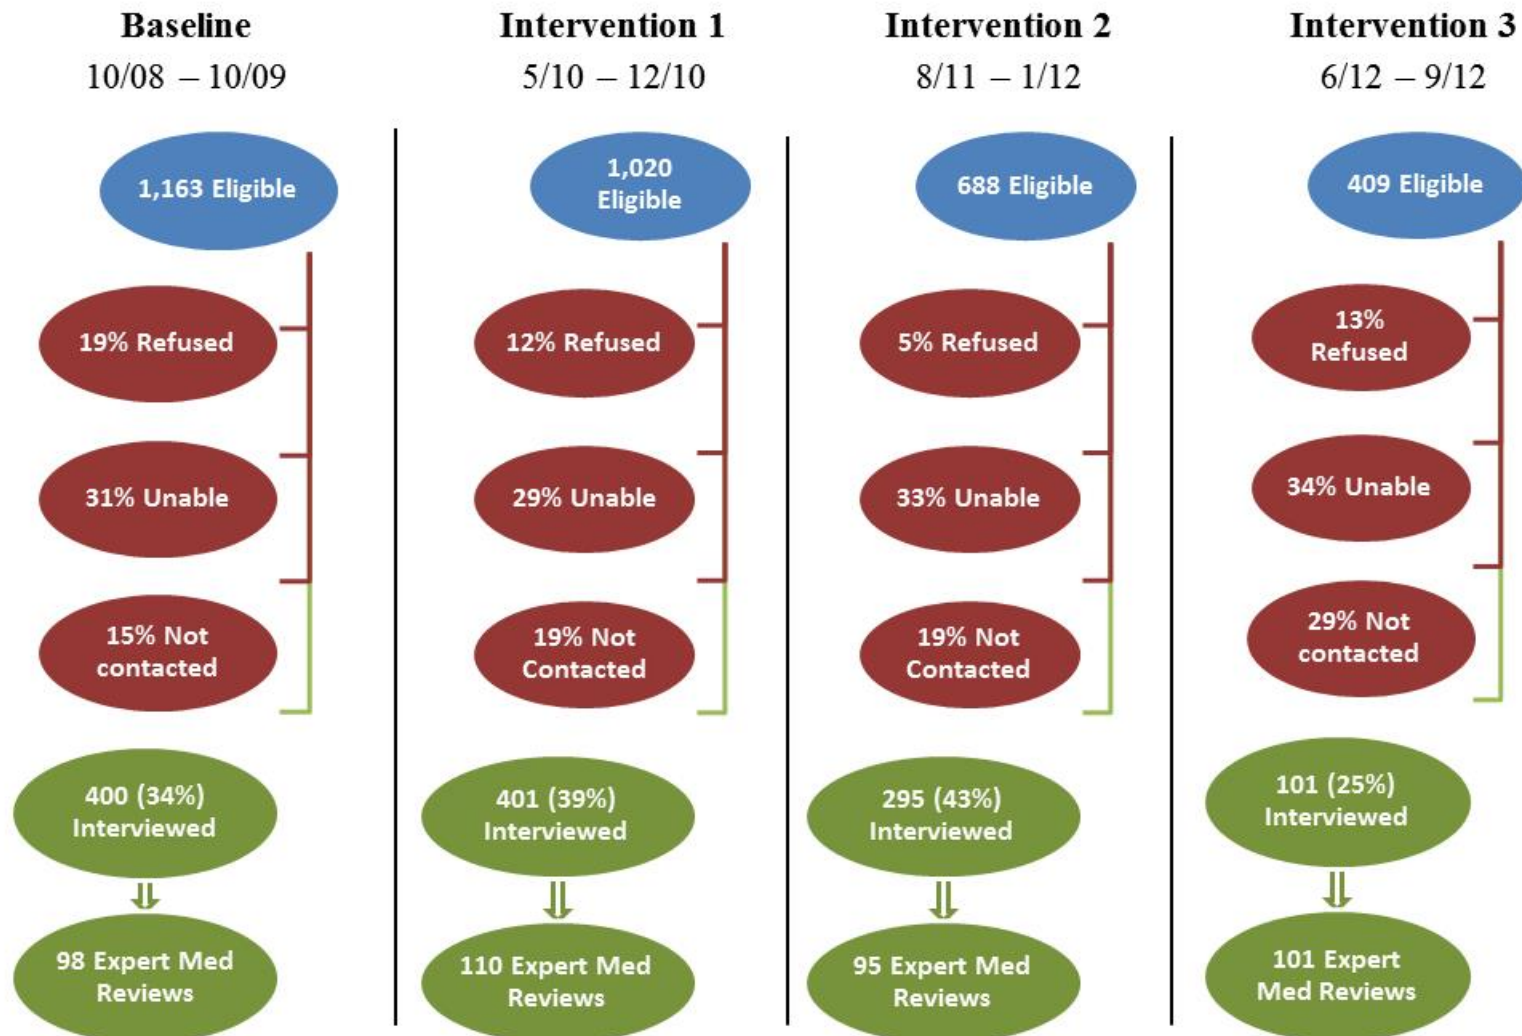 Baseline
10/08 – 10/09
1,163 Eligible
19% Refused
31% Unable
15% Not
contacted
400 (34%)
Interviewed
98 Expert Med
Reviews
Intervention 1
5/10 – 12/10
1,020
Eligible
12% Refused
29% Unable
19% Not
Contacted
401 (39%)
Interviewed
110 Expert Med
Reviews
Intervention 2
8/11 – 1/12
688 Eligible
5% Refused
33% Unable
19% Not
Contacted
295 (43%)
Interviewed
95 Expert Med
Reviews
Intervention 3
6/12 – 9/12
409 Eligible
13%
Refused
34% Unable
29% Not
contacted
101 (25%)
Interviewed
101 Expert
Med Reviews